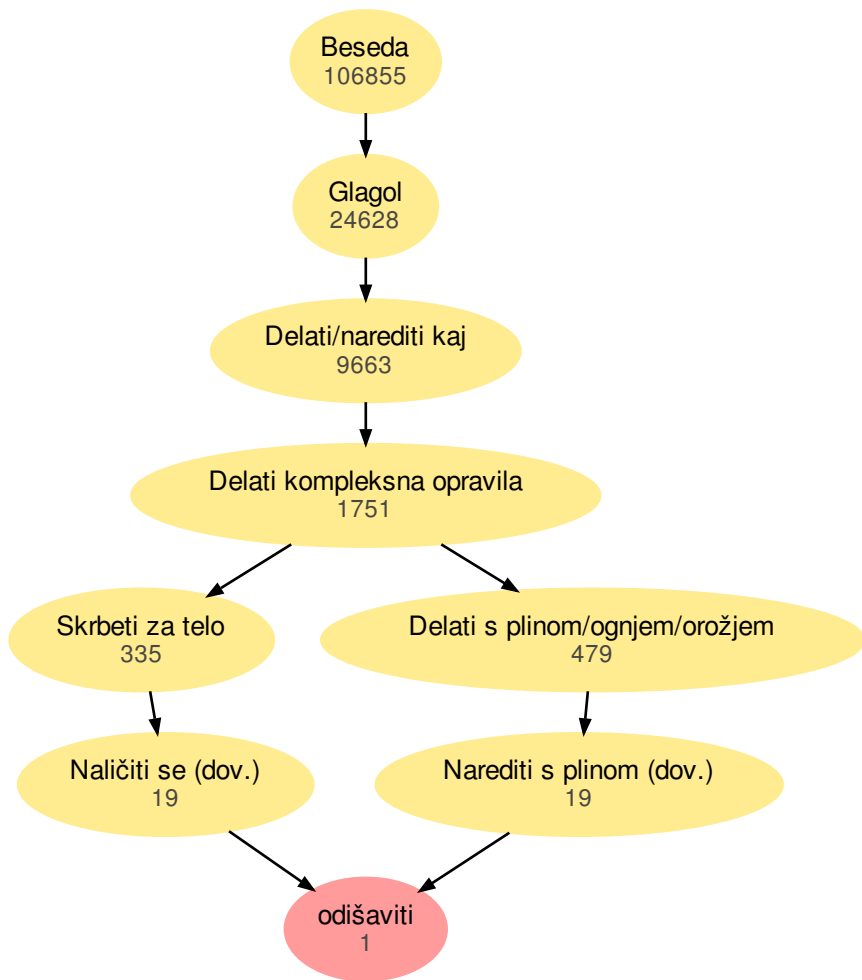 Beseda
106855
Glagol
24628
Delati/narediti kaj
9663
Delati kompleksna opravila
1751
Skrbeti za telo
335
Delati s plinom/ognjem/orožjem
479
Naličiti se (dov.)
19
Narediti s plinom (dov.)
19
odišaviti
1